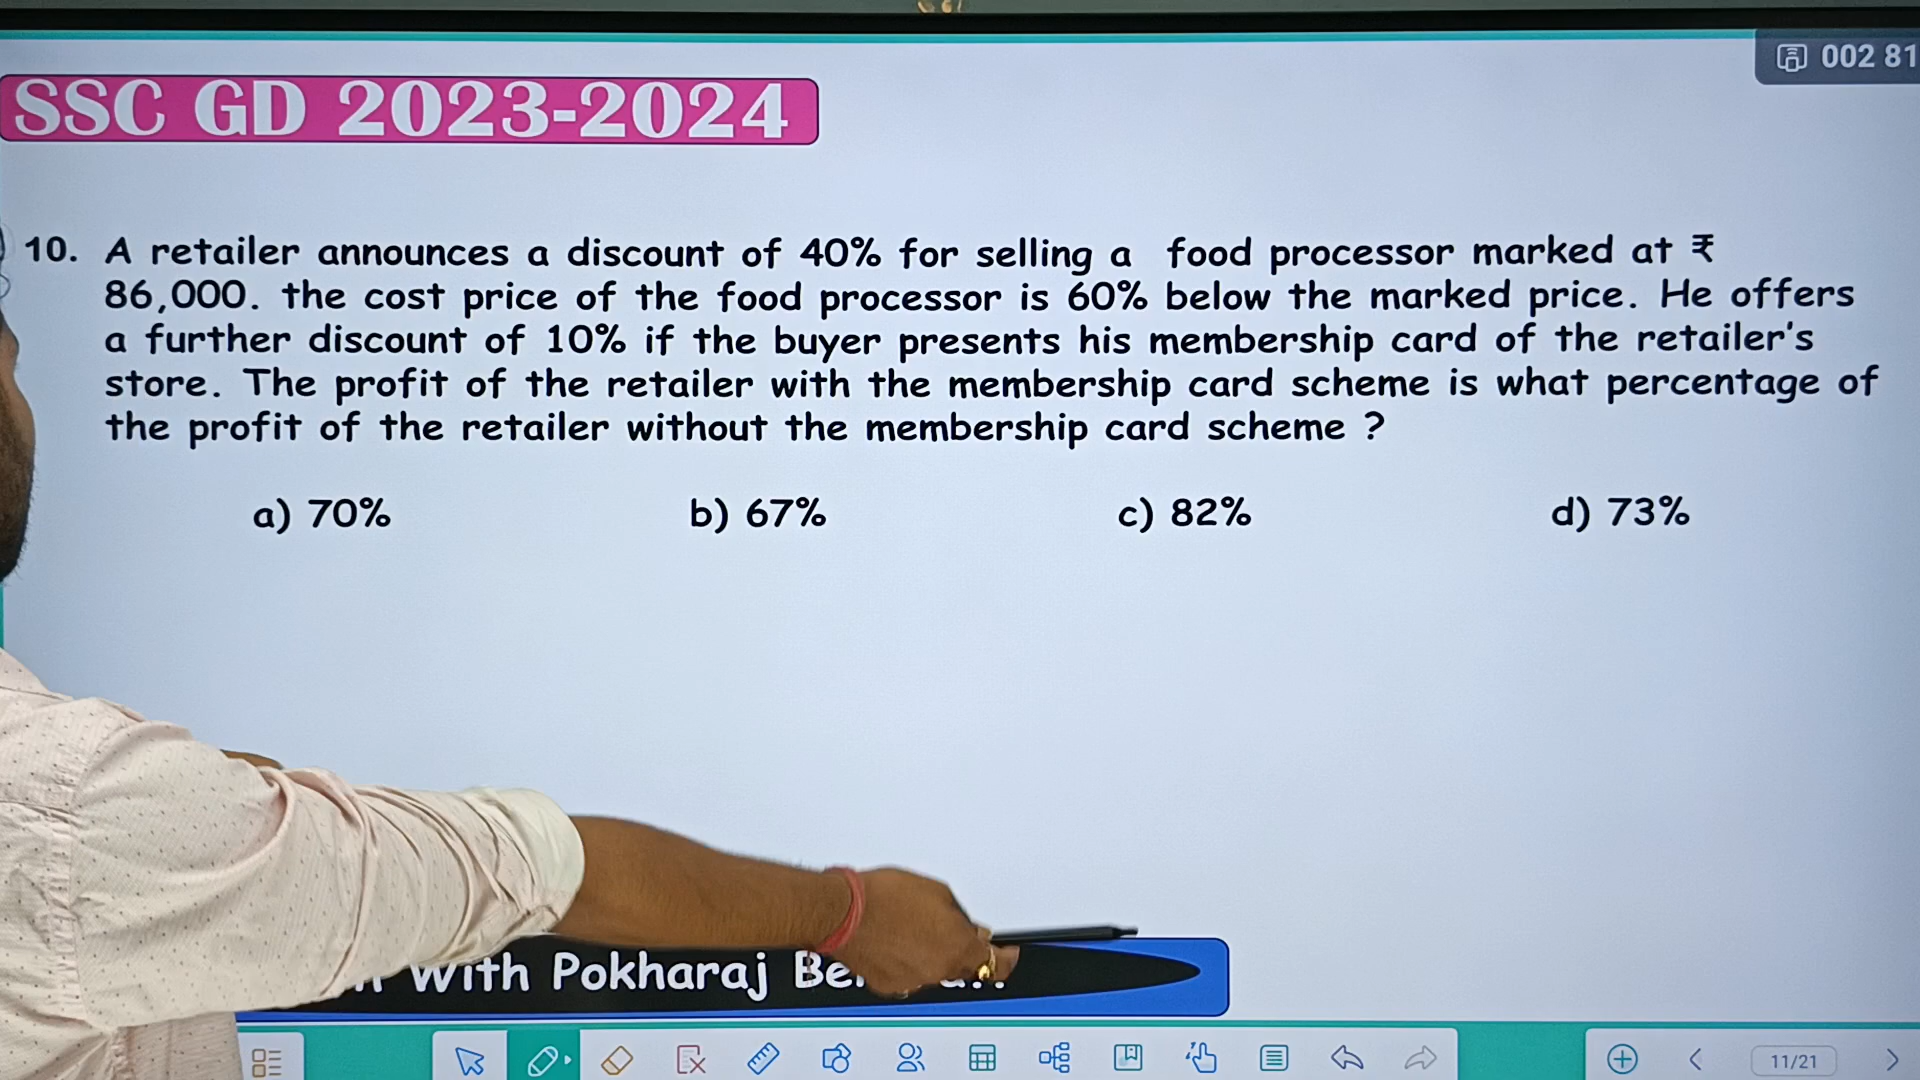 002 81
SSC GD 2023-2024
10. A retailer announces a discount of 40% for selling a food processor marked at ₹
86,000. the cost price of the food processor is 60% below the marked price. He offers
a further discount of 10% if the buyer presents his membership card of the retailer's
store. The profit of the retailer with the membership card scheme is what percentage of
the profit of the retailer without the membership card scheme ?
a) 70% b) 67% c) 82% d) 73%
With Pokharaj
11/21